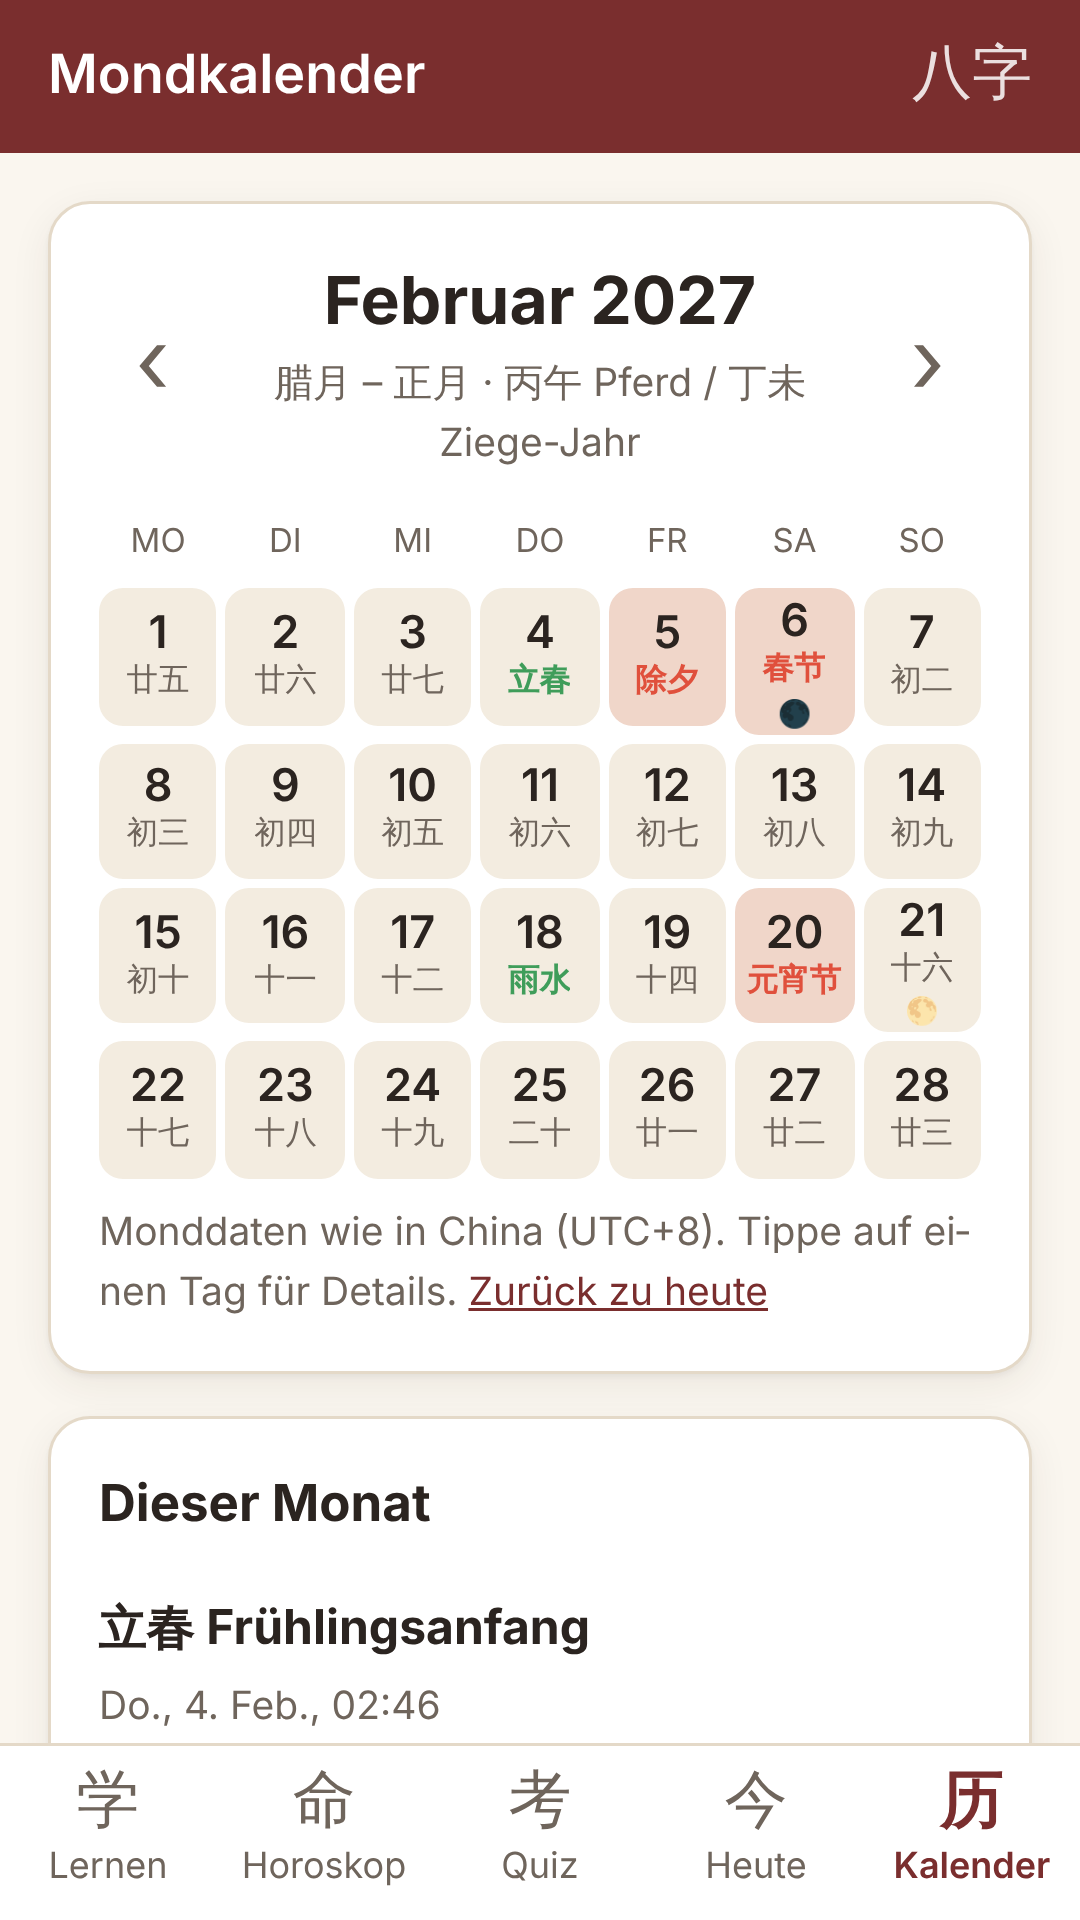 Mondkalender 八字
Februar 2027
‹ ›
腊月 – 正月 · 丙午 Pferd / 丁未
Ziege-Jahr
MO DI MI DO FR SA SO
1 2 3 4 5 6 7
廿五 廿六 廿七 立春 除夕 春节 初二
8 9 10 11 12 13 14
初三 初四 初五 初六 初七 初八 初九
15 16 17 18 19 20 21
初十 十一 十二 雨水 十四 元宵节 十六
22 23 24 25 26 27 28
十七 十八 十九 二十 廿一 廿二 廿三
Monddaten wie in China (UTC+8). Tippe auf ei-
nen Tag für Details. Zurück zu heute
Dieser Monat
立春 Frühlingsanfang
Do., 4. Feb., 02:46
学 命 考 今 历
Lernen Horoskop Quiz Heute Kalender